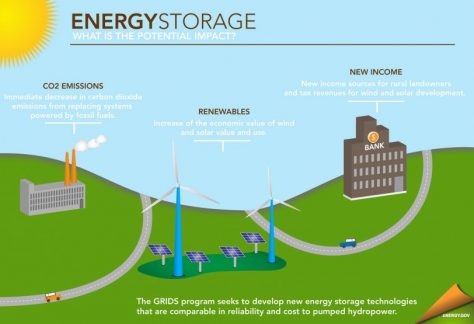 ENERGYSTORAGE
WHAT IS THE POTENTIAL IMPACT?
CO2 EMISSIONS
Immediate decrease in carbon dioxide
emissions from replacing systems
powered by fossil fuels.
RENEWABLES
Increase of the economic value of wind
and solar value and use.
NEW INCOME
New income sources for rural landowners
and tax revenues for wind and solar development.
$
BANK
The GRIDS program seeks to develop new energy storage technologies
that are comparable in reliability and cost to pumped hydropower.
ENERGY.GOV